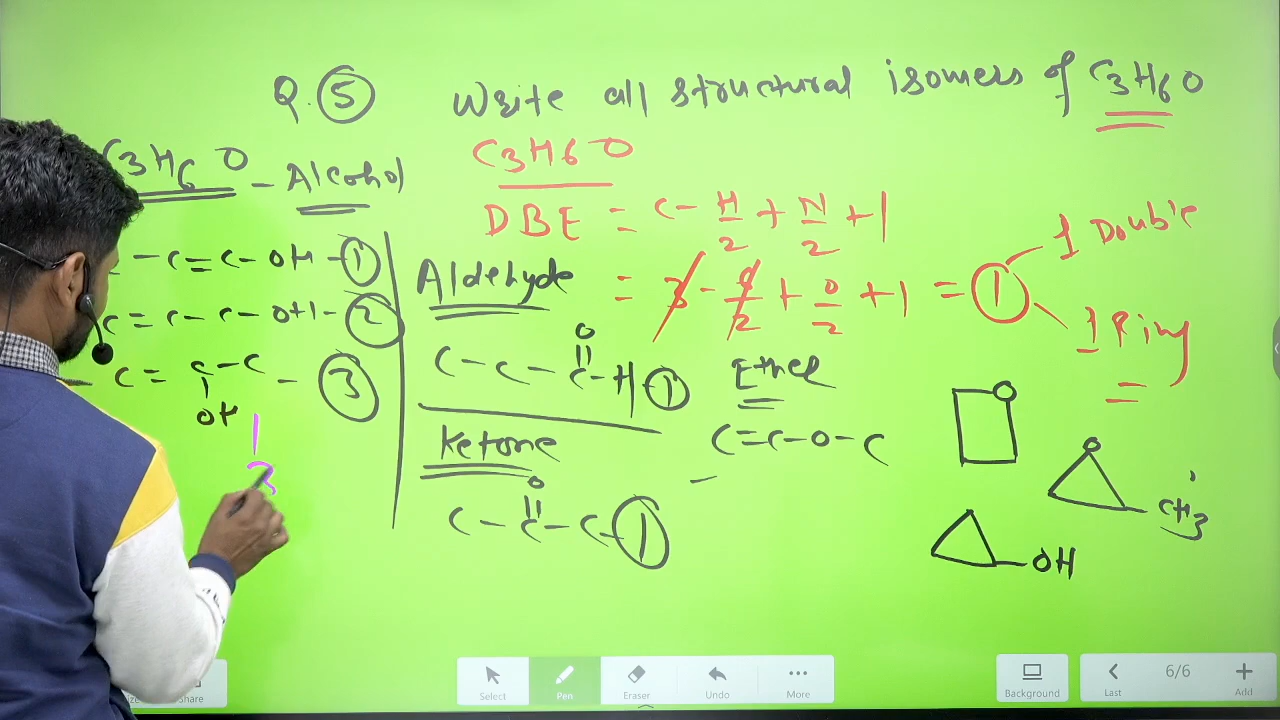 Q. 5 Write all structural isomers of C3H6O
C3H6O - Alcohol
C - C = C - OH - 1
C = C - C - OH - 2
C = C - C - 3
OH
1
3
C3H6O
DBE = C - H/2 + N/2 + 1
= 3 - 6/2 + 0/2 + 1 = 1
1 Double
1 Ring
Aldehyde
O
C - C - C - H 1
Ketone
O
C - C - C - 1
Ether
C = C - O - C
CH3
OH
Select
Pen
Eraser
Undo
More
Background
Last
6/6
Add